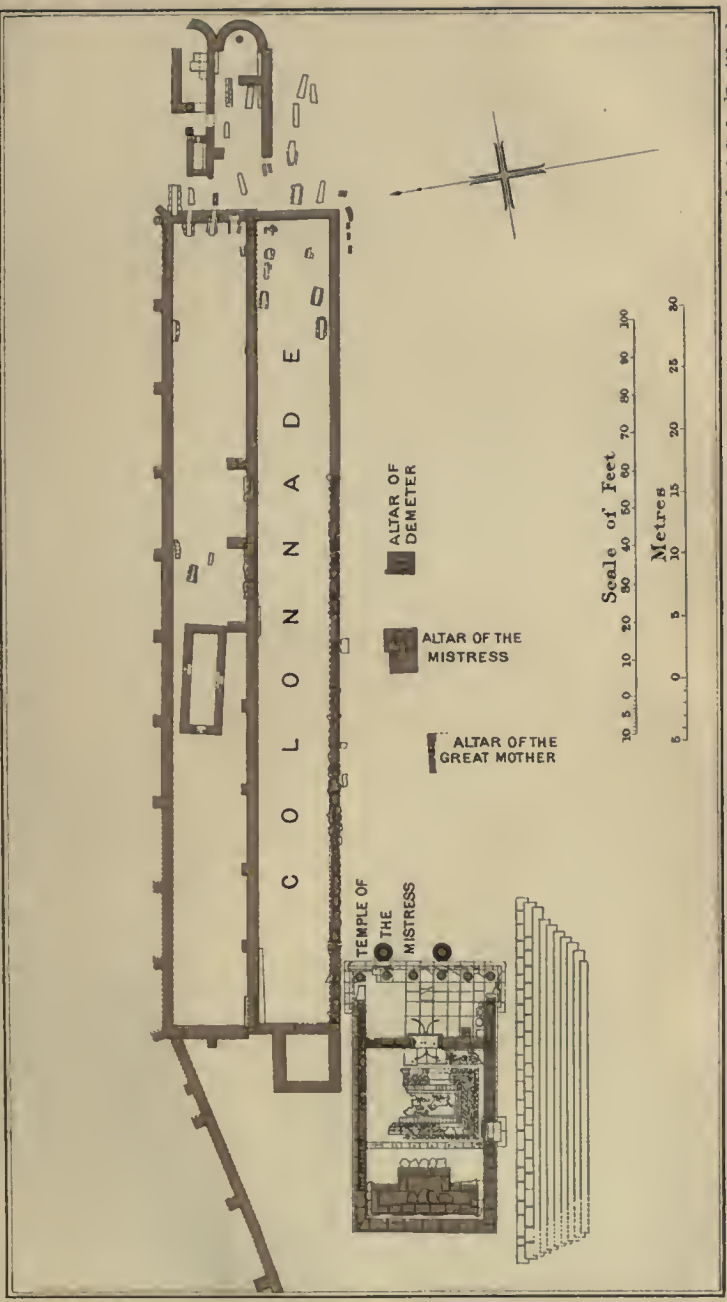 COLONNADE
ALTAR OF
DEMETER
ALTAR OF THE
MISTRESS
ALTAR OF THE
GREAT MOTHER
TEMPLE OF
THE
MISTRESS
Scale of Feet
10 5 0 10 20 30 40 50 60 70 80 90 100
Metres
5 0 5 10 15 20 25 30